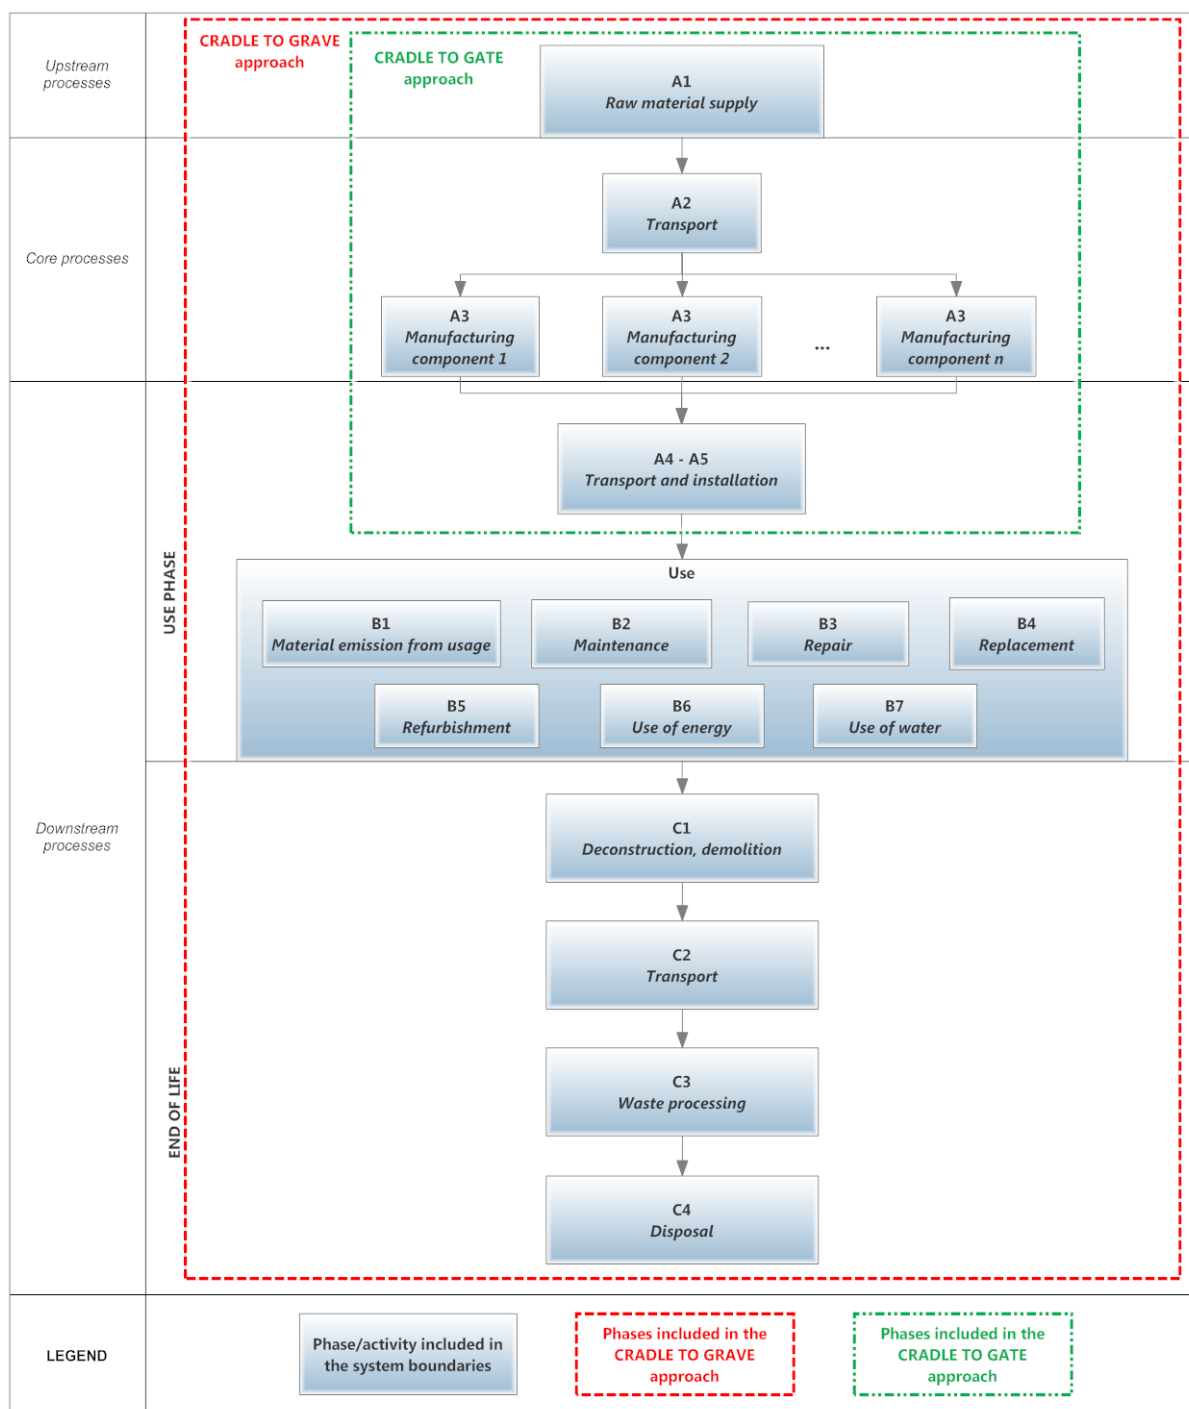 Upstream
processes
CRADLE TO GRAVE
approach
CRADLE TO GATE
approach
A1
Raw material supply
Core processes
A2
Transport
A3
Manufacturing
component 1
A3
Manufacturing
component 2
...
A3
Manufacturing
component n
USE PHASE
A4 - A5
Transport and installation
Use
B1
Material emission from usage
B2
Maintenance
B3
Repair
B4
Replacement
B5
Refurbishment
B6
Use of energy
B7
Use of water
Downstream
processes
END OF LIFE
C1
Deconstruction, demolition
C2
Transport
C3
Waste processing
C4
Disposal
LEGEND
Phase/activity included in
the system boundaries
Phases included in the
CRADLE TO GRAVE
approach
Phases included in the
CRADLE TO GATE
approach